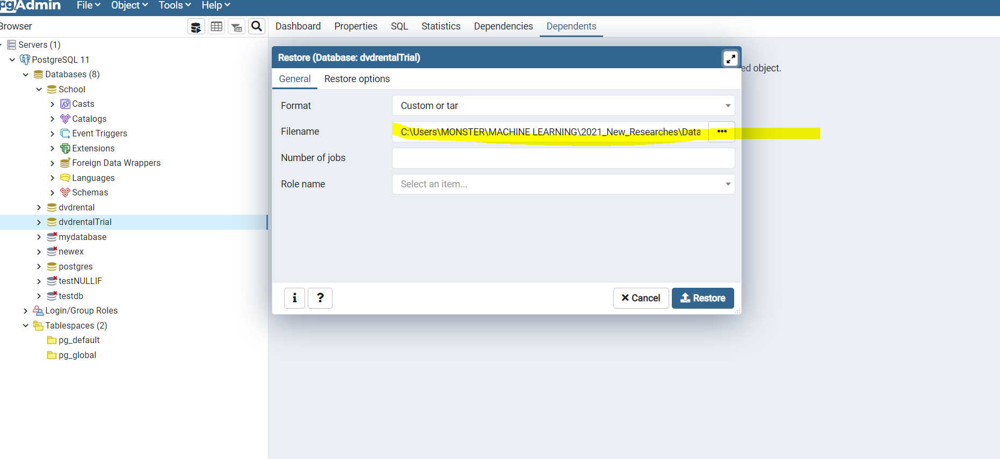 pgAdmin File Object Tools Help
Browser
Dashboard Properties SQL Statistics Dependencies Dependents
Servers (1)
PostgreSQL 11
Databases (8)
School
Casts
Catalogs
Event Triggers
Extensions
Foreign Data Wrappers
Languages
Schemas
dvdrental
dvdrentalTrial
mydatabase
newex
postgres
testNULLIF
testdb
Login/Group Roles
Tablespaces (2)
pg_default
pg_global
Restore (Database: dvdrentalTrial)
ed object.
General Restore options
Format Custom or tar
Filename C:\Users\MONSTER\MACHINE LEARNING\2021_New_Researches\Data •••
Number of jobs
Role name Select an item...
i ? Cancel Restore